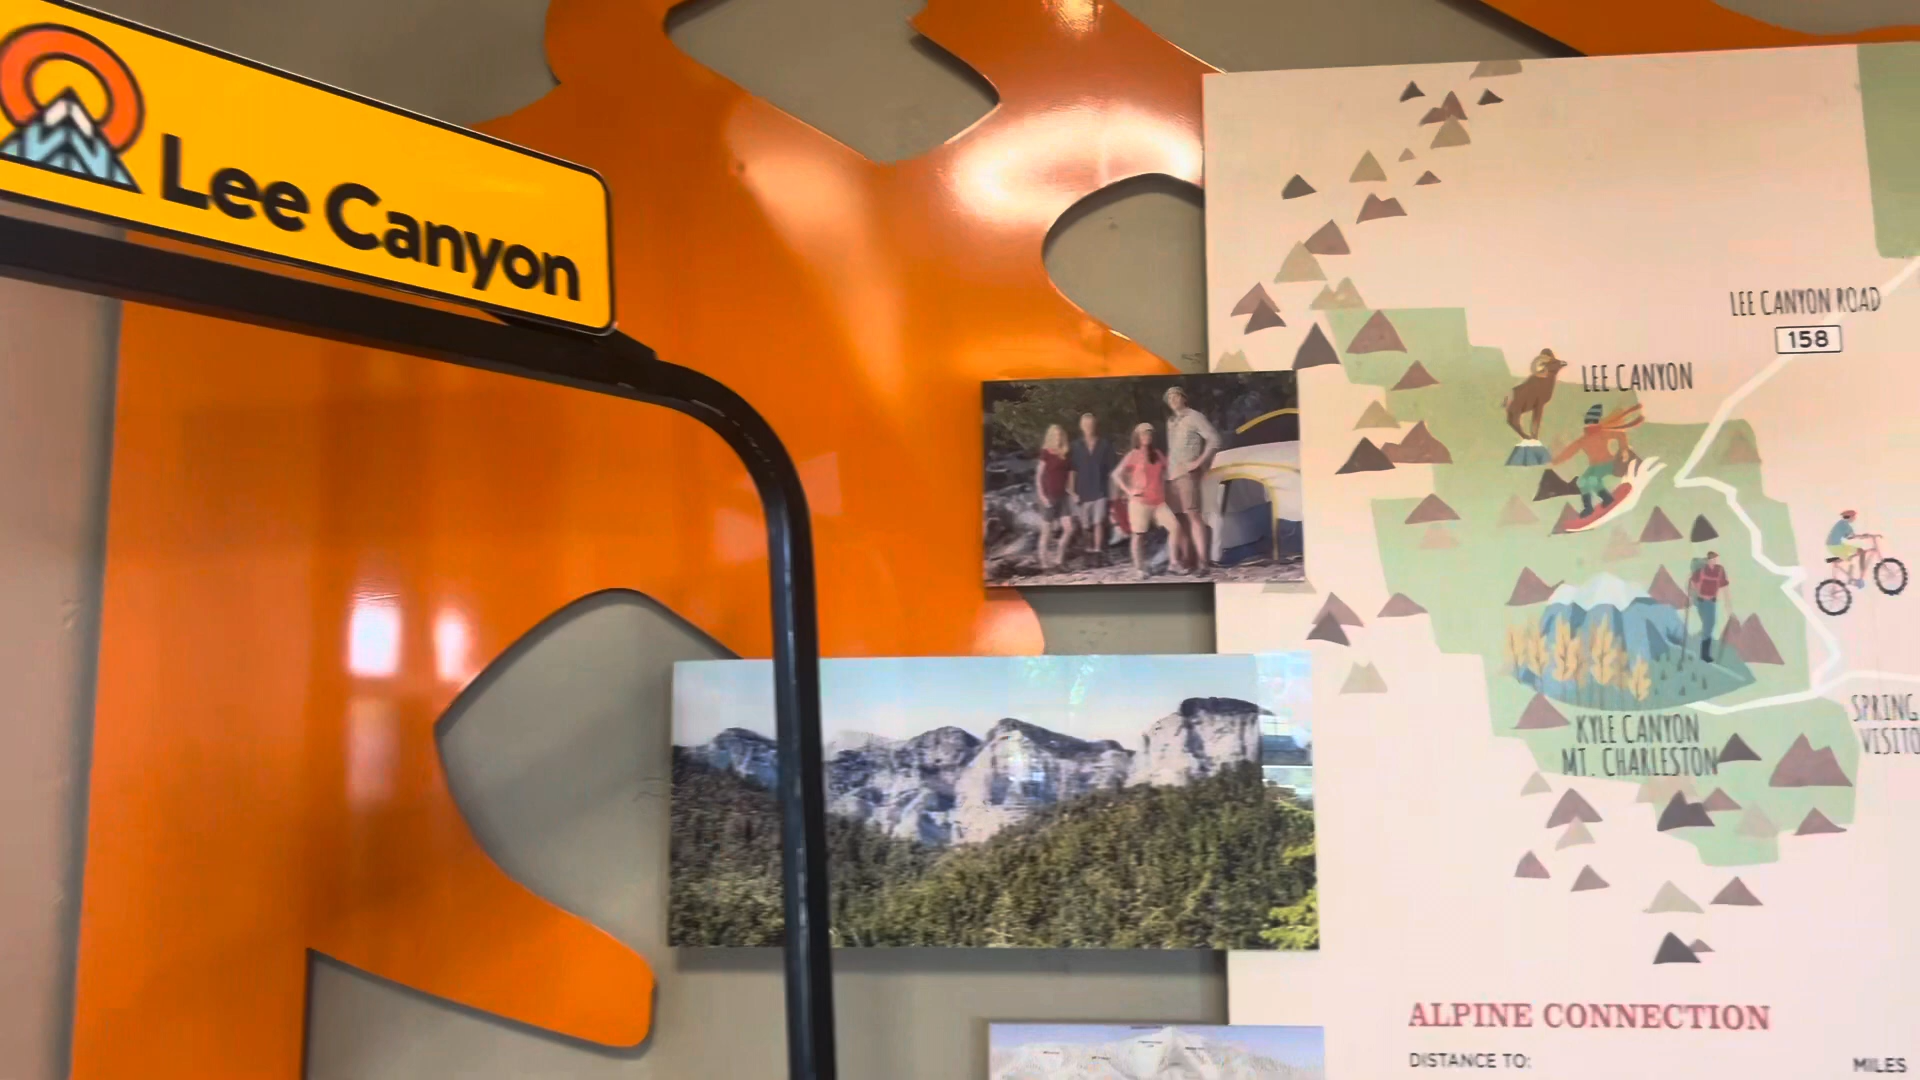 Lee Canyon
LEE CANYON ROAD
158
LEE CANYON
KYLE CANYON
MT. CHARLESTON
SPRING
VISITO
ALPINE CONNECTION
DISTANCE TO:
MILES